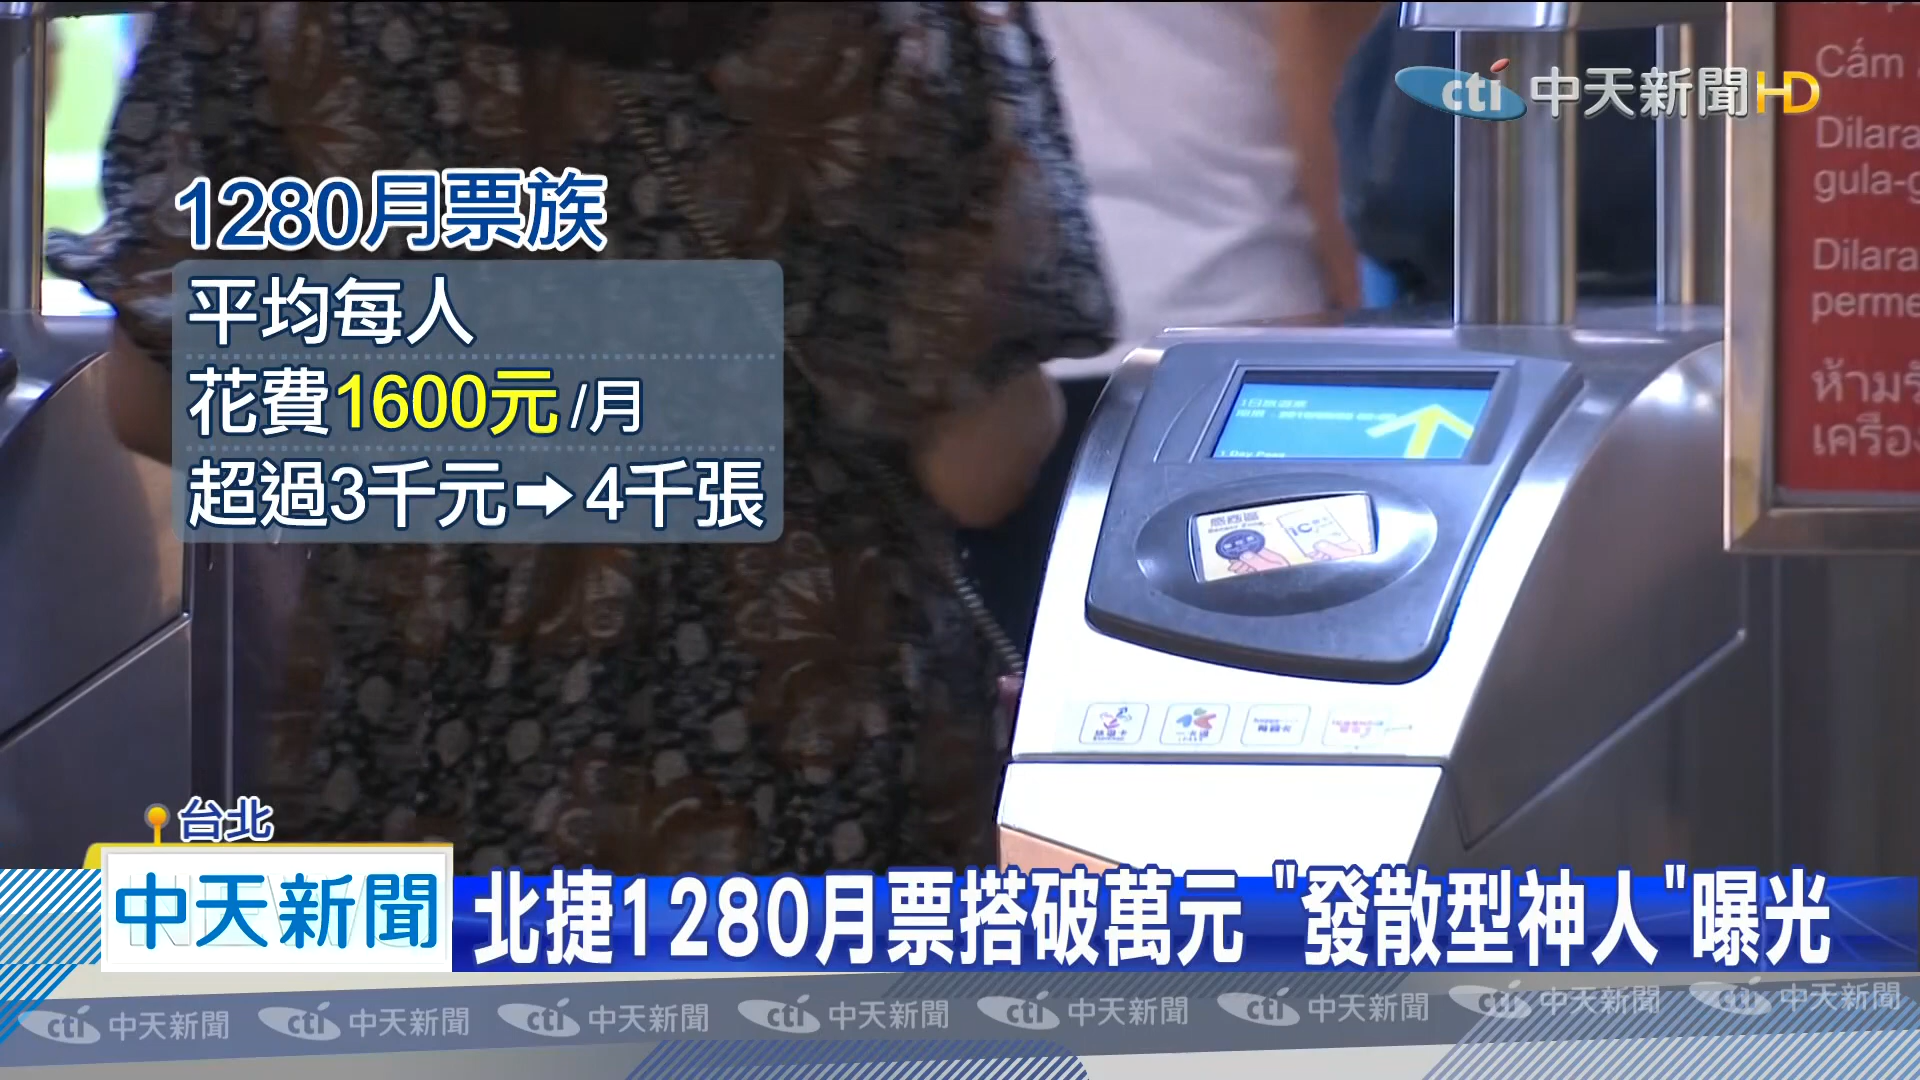 cti 中天新聞HD
Cấm
Dilara
gula-g
Dilara
perme
ห้ามร
เครื่อง
1280月票族
平均每人
花費1600元/月
超過3千元➡4千張
1 Day Pass
台北
中天新聞
北捷1280月票搭破萬元 "發散型神人"曝光
cti 中天新聞 cti 中天新聞 cti 中天新聞 cti 中天新聞 cti 中天新聞 cti 中天新聞 cti 中天新聞 cti 中天新聞